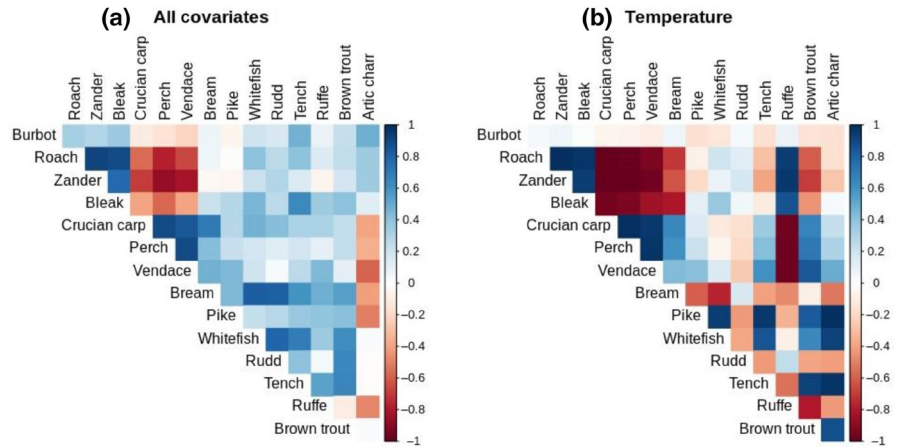 (a) All covariates
Roach
Zander
Bleak
Crucian carp
Perch
Vendace
Bream
Pike
Whitefish
Rudd
Tench
Ruffe
Brown trout
Artic charr
Burbot
Roach
Zander
Bleak
Crucian carp
Perch
Vendace
Bream
Pike
Whitefish
Rudd
Tench
Ruffe
Brown trout
1
0.8
0.6
0.4
0.2
0
−0.2
−0.4
−0.6
−0.8
−1
(b) Temperature
Roach
Zander
Bleak
Crucian carp
Perch
Vendace
Bream
Pike
Whitefish
Rudd
Tench
Ruffe
Brown trout
Artic charr
Burbot
Roach
Zander
Bleak
Crucian carp
Perch
Vendace
Bream
Pike
Whitefish
Rudd
Tench
Ruffe
Brown trout
1
0.8
0.6
0.4
0.2
0
−0.2
−0.4
−0.6
−0.8
−1